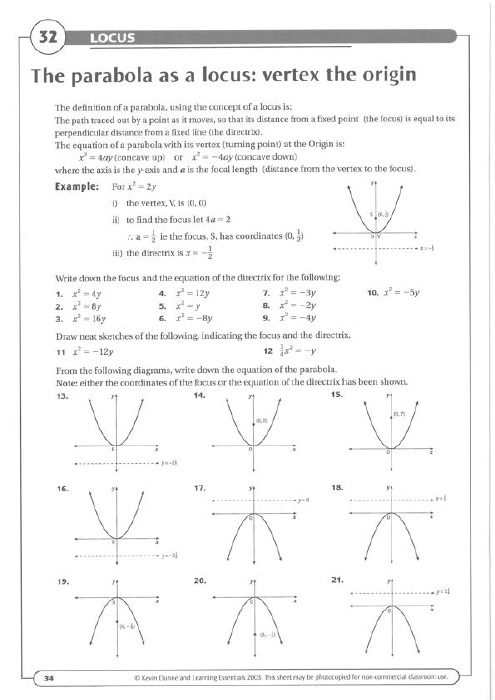 32 LOCUS
The parabola as a locus: vertex the origin
The definition of a parabola, using the concept of a locus is:
The path traced out by a point as it moves, so that its distance from a fixed point (the focus) is equal to its
perpendicular distance from a fixed line (the directrix).
The equation of a parabola with its vertex (turning point) at the Origin is:
x² = 4ay (concave up) or x² = −4ay (concave down)
where the axis is the y-axis and a is the focal length (distance from the vertex to the focus).
Example: For x² = 2y
i) the vertex, V, is (0, 0)
ii) to find the focus let 4a = 2
∴ a = 1/2 ie the focus, S, has coordinates (0, 1/2)
iii) the directrix is x = −1/2
Write down the focus and the equation of the directrix for the following:
1. x² = 4y 4. x² = 12y 7. x² = −3y 10. x² = −5y
2. x² = 8y 5. x² = y 8. x² = −2y
3. x² = 16y 6. x² = −8y 9. x² = −4y
Draw neat sketches of the following, indicating the focus and the directrix.
11 x² = −12y 12 1/4x² = −y
From the following diagrams, write down the equation of the parabola.
Note: either the coordinates of the focus or the equation of the directrix has been shown.
13. 14. 15.
16. 17. 18.
19. 20. 21.
34 © Kevin Dunne and Learning Essentials 2003. This sheet may be photocopied for non-commercial classroom use.